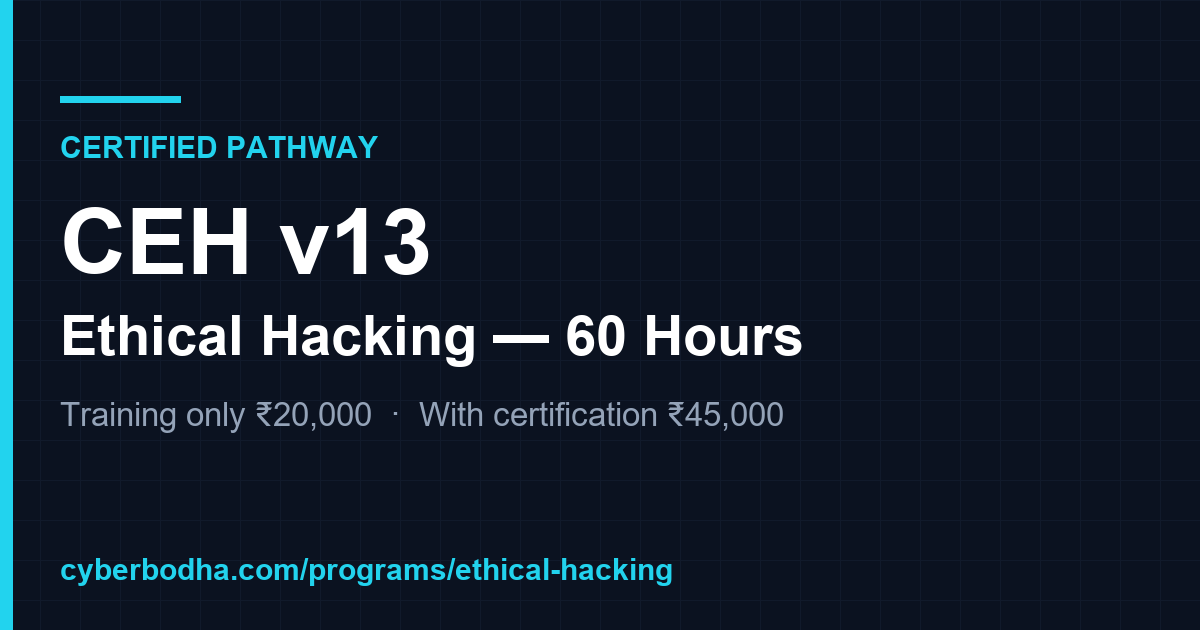 CERTIFIED PATHWAY
CEH v13
Ethical Hacking — 60 Hours
Training only ₹20,000 · With certification ₹45,000
cyberbodha.com/programs/ethical-hacking